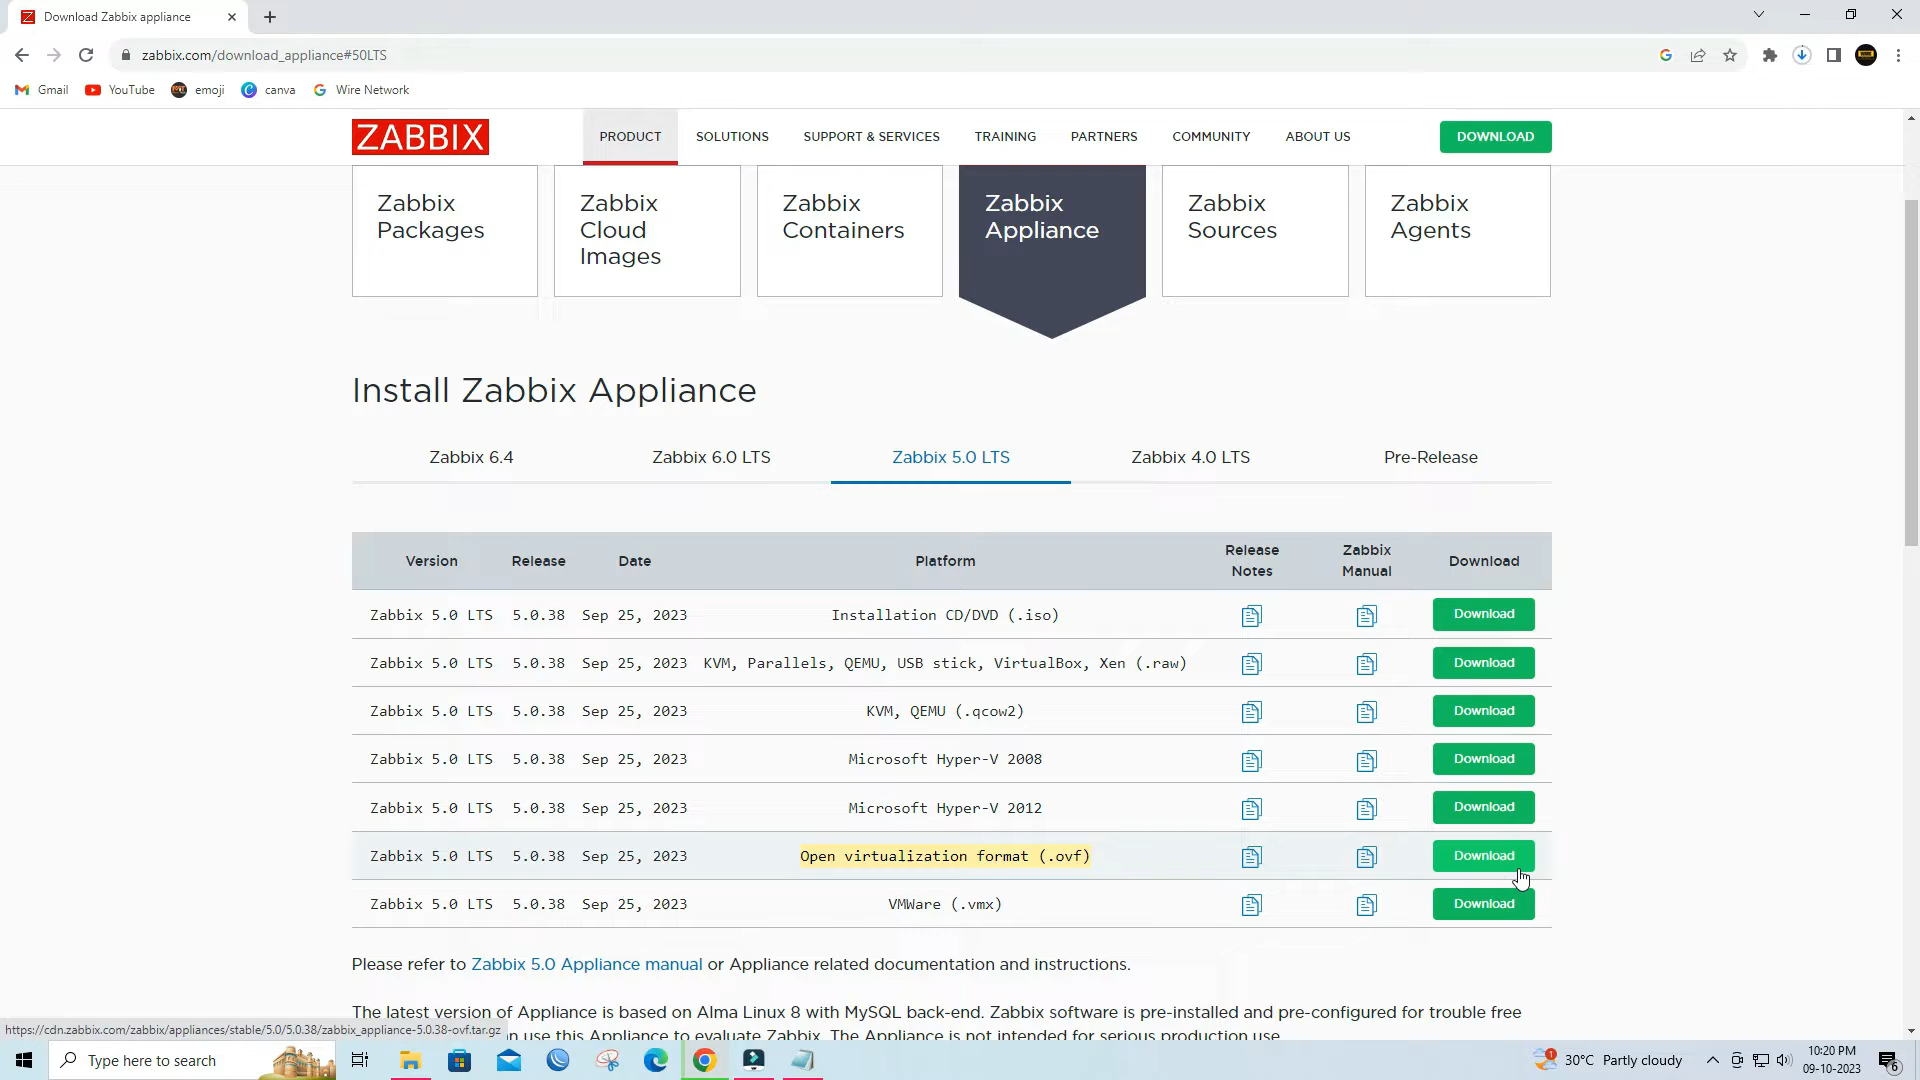 Download Zabbix appliance
zabbix.com/download_appliance#50LTS
Gmail
YouTube
emoji
canva
Wire Network
ZABBIX
PRODUCT
SOLUTIONS
SUPPORT & SERVICES
TRAINING
PARTNERS
COMMUNITY
ABOUT US
DOWNLOAD
Zabbix
Packages
Zabbix
Cloud
Images
Zabbix
Containers
Zabbix
Appliance
Zabbix
Sources
Zabbix
Agents
Install Zabbix Appliance
Zabbix 6.4
Zabbix 6.0 LTS
Zabbix 5.0 LTS
Zabbix 4.0 LTS
Pre-Release
Version Release Date Platform Release Notes Zabbix Manual Download
Zabbix 5.0 LTS 5.0.38 Sep 25, 2023 Installation CD/DVD (.iso) Download
Zabbix 5.0 LTS 5.0.38 Sep 25, 2023 KVM, Parallels, QEMU, USB stick, VirtualBox, Xen (.raw) Download
Zabbix 5.0 LTS 5.0.38 Sep 25, 2023 KVM, QEMU (.qcow2) Download
Zabbix 5.0 LTS 5.0.38 Sep 25, 2023 Microsoft Hyper-V 2008 Download
Zabbix 5.0 LTS 5.0.38 Sep 25, 2023 Microsoft Hyper-V 2012 Download
Zabbix 5.0 LTS 5.0.38 Sep 25, 2023 Open virtualization format (.ovf) Download
Zabbix 5.0 LTS 5.0.38 Sep 25, 2023 VMWare (.vmx) Download
Please refer to Zabbix 5.0 Appliance manual or Appliance related documentation and instructions.
The latest version of Appliance is based on Alma Linux 8 with MySQL back-end. Zabbix software is pre-installed and pre-configured for trouble free
n use this Appliance to evaluate Zabbix. The Appliance is not intended for serious production use.
https://cdn.zabbix.com/zabbix/appliances/stable/5.0/5.0.38/zabbix_appliance-5.0.38-ovf.tar.gz
Type here to search
1
30°C Partly cloudy
10:20 PM
09-10-2023
6